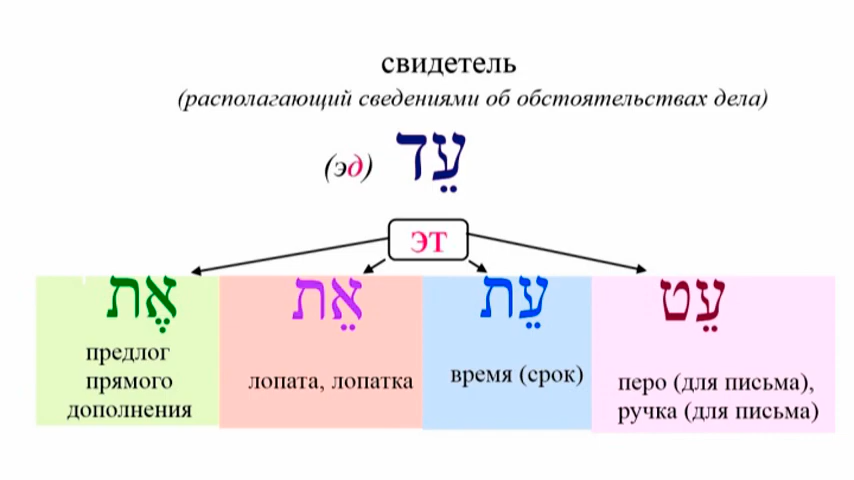 свидетель
(располагающий сведениями об обстоятельствах дела)
(эд) עֵד
эт
אֶת
предлог
прямого
дополнения
אֵת
лопата, лопатка
עֵת
время (срок)
עֵט
перо (для письма),
ручка (для письма)